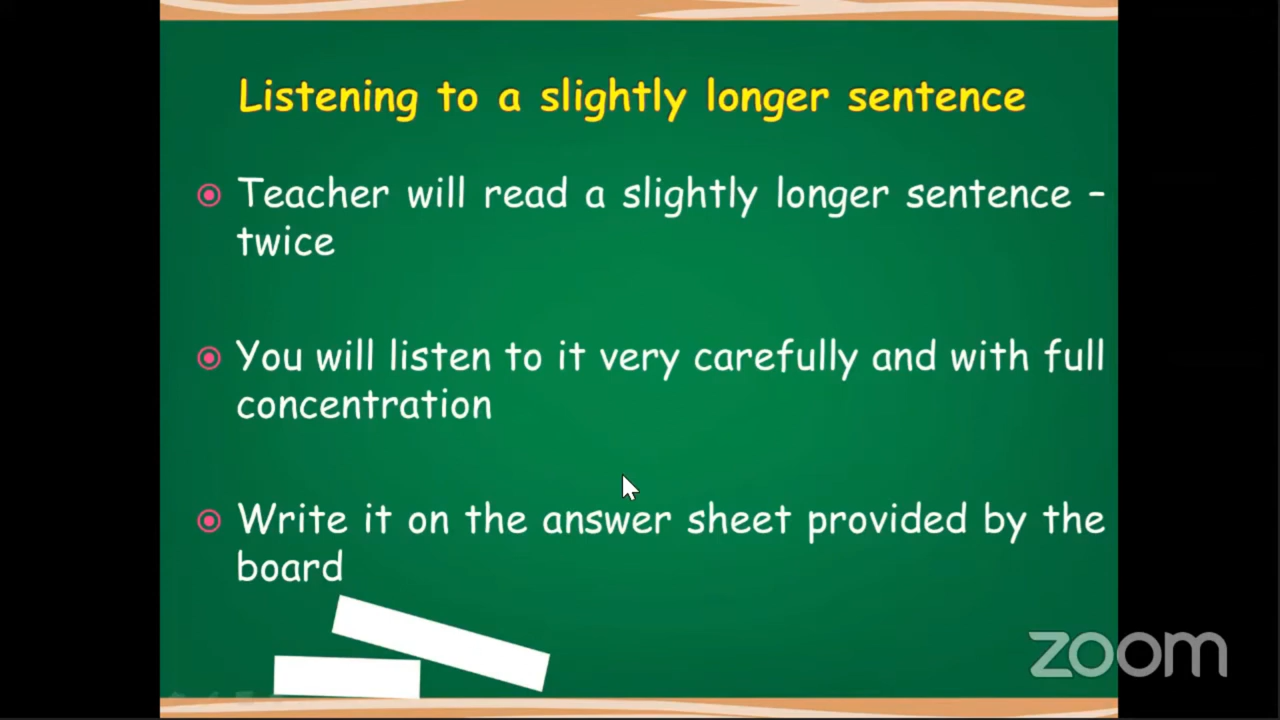 Listening to a slightly longer sentence
Teacher will read a slightly longer sentence –
twice
You will listen to it very carefully and with full
concentration
Write it on the answer sheet provided by the
board
zoom